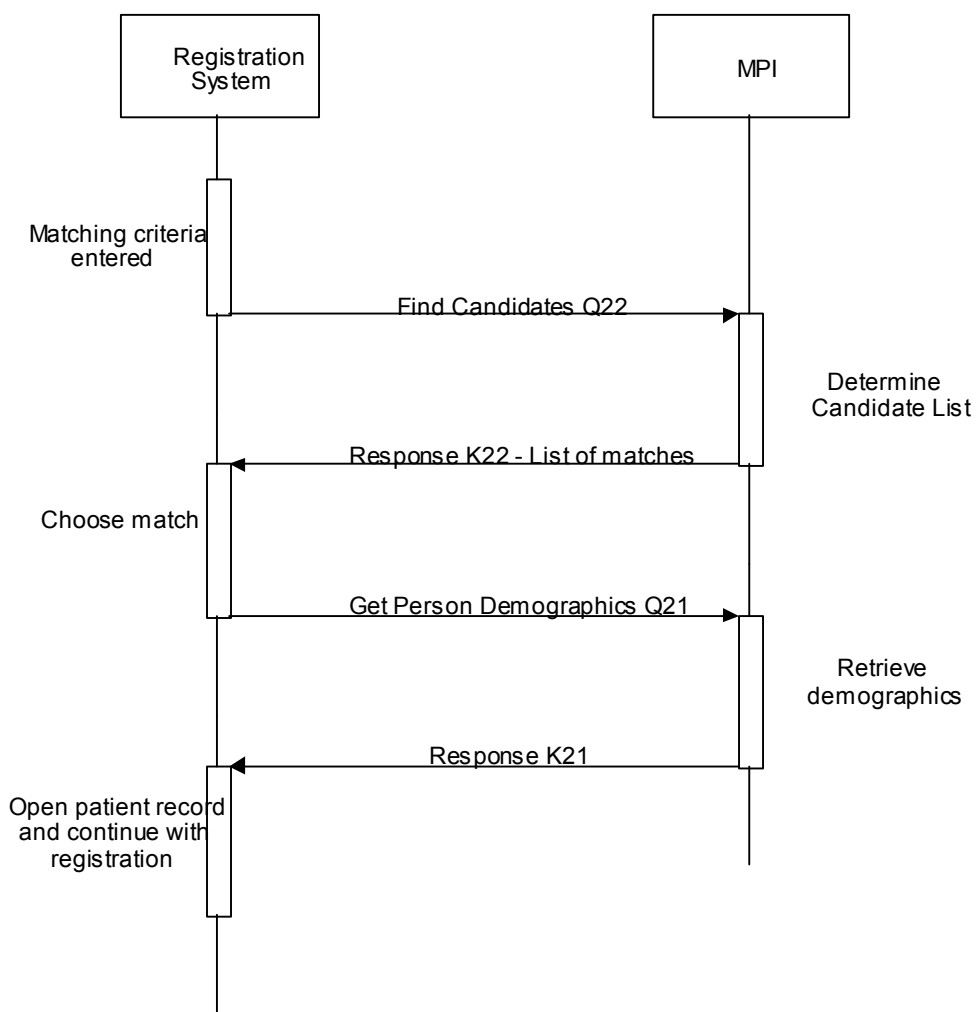 Registration
System
MPI
Matching criteria
entered
Find Candidates Q22
Determine
Candidate List
Response K22 - List of matches
Choose match
Get Person Demographics Q21
Retrieve
demographics
Response K21
Open patient record
and continue with
registration